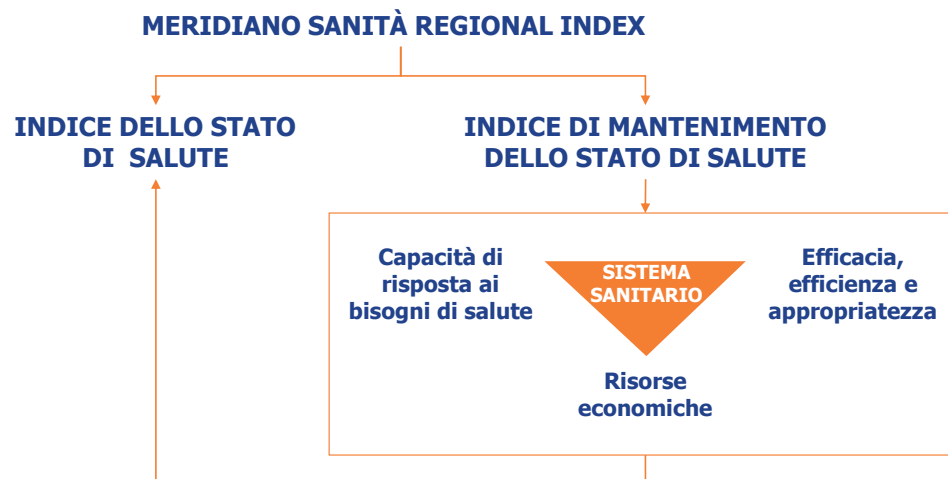 MERIDIANO SANITÀ REGIONAL INDEX
INDICE DELLO STATO
DI SALUTE
INDICE DI MANTENIMENTO
DELLO STATO DI SALUTE
Capacità di
risposta ai
bisogni di salute
SISTEMA
SANITARIO
Efficacia,
efficienza e
appropriatezza
Risorse
economiche